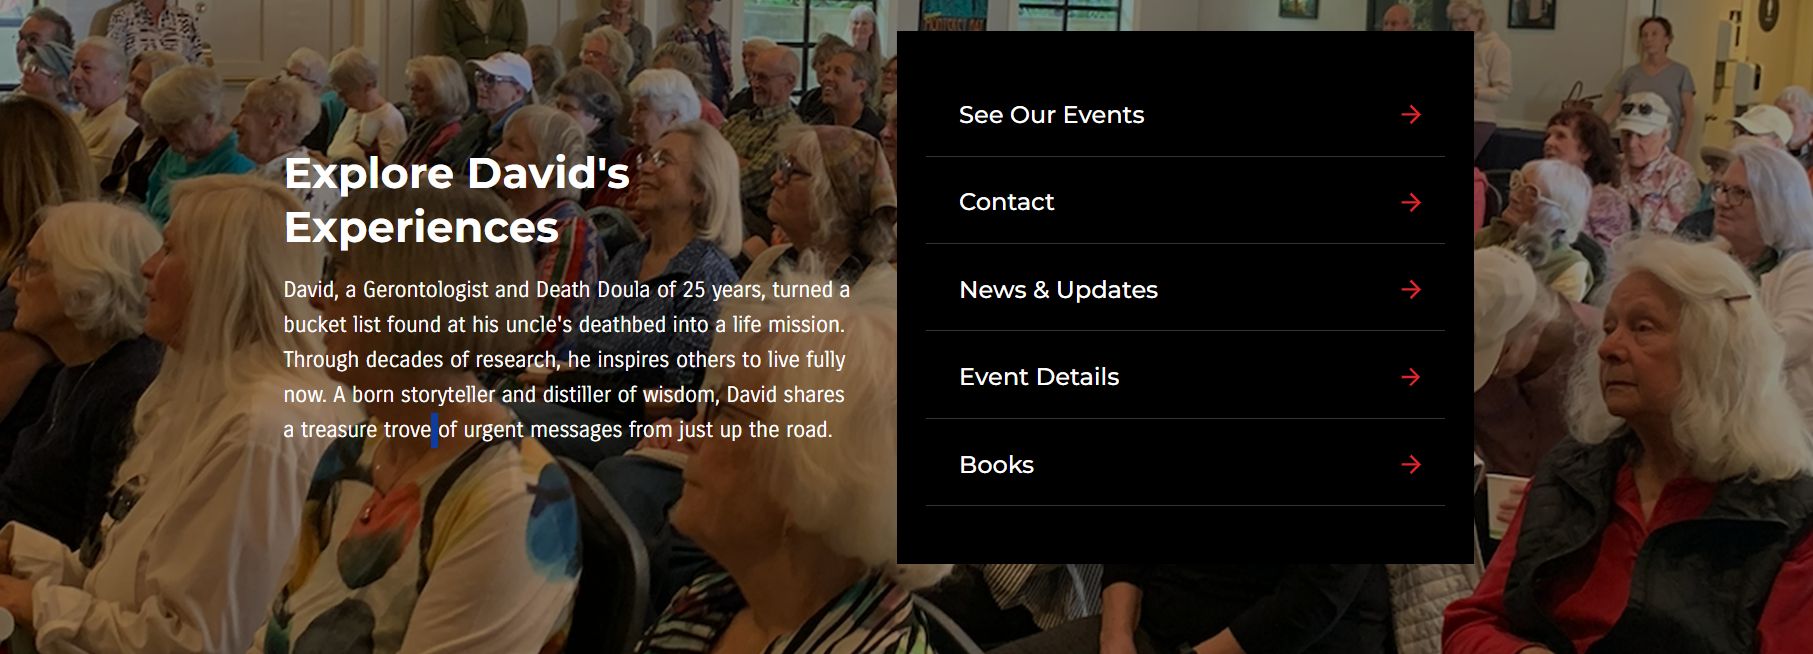 Explore David's
Experiences
David, a Gerontologist and Death Doula of 25 years, turned a
bucket list found at his uncle's deathbed into a life mission.
Through decades of research, he inspires others to live fully
now. A born storyteller and distiller of wisdom, David shares
a treasure trove of urgent messages from just up the road.
See Our Events
Contact
News & Updates
Event Details
Books